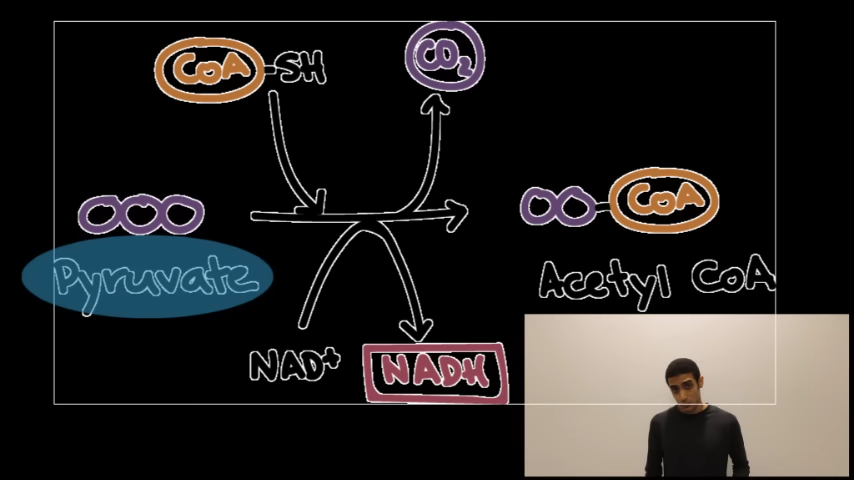 CoA-SH
CO2
CoA
Pyruvate
Acetyl CoA
NAD+
NADH